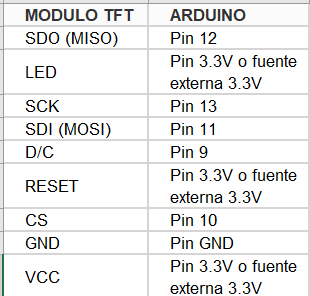 MODULO TFT ARDUINO
SDO (MISO) Pin 12
LED Pin 3.3V o fuente
externa 3.3V
SCK Pin 13
SDI (MOSI) Pin 11
D/C Pin 9
RESET Pin 3.3V o fuente
externa 3.3V
CS Pin 10
GND Pin GND
VCC Pin 3.3V o fuente
externa 3.3V